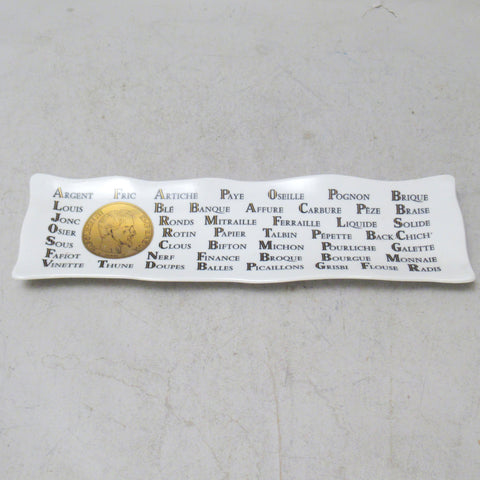 Argent Fric Artiche Paye Oseille Pognon Brique
Louis Blé Banque Affure Carbure Pèze Braise
Jonc Ronds Mitraille Ferraille Liquide Solide
Osier Rotin Papier Talbin Pépette Back Chich'
Sous Clous Bifton Michon Pourliche Galette
Fafiot Nerf Finance Broque Bourgue Monnaie
Vinette Thune Doupes Balles Picaillons Grisbi Flouse Radis